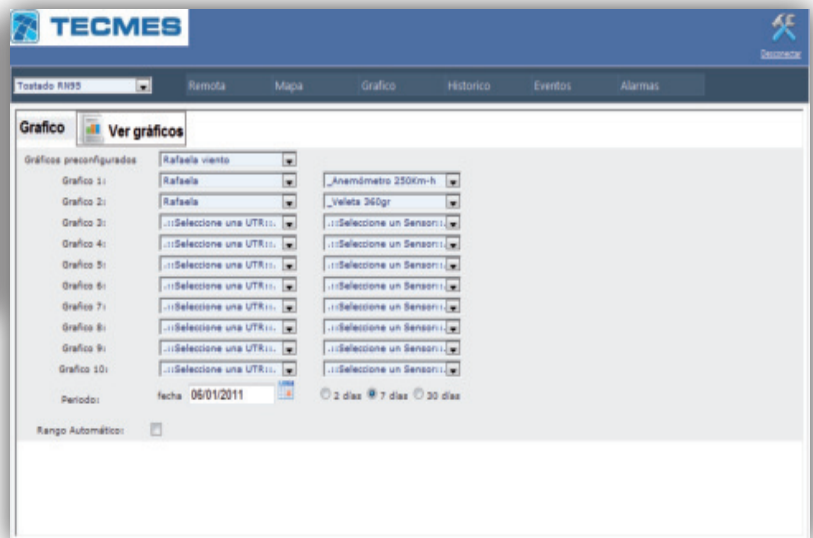 TECMES
Desconectar
Tostado RN95 Remota Mapa Grafico Historico Eventos Alarmas
Grafico Ver gráficos
Gráficos preconfigurados Rafaela viento
Grafico 1: Rafaela _Anemómetro 250Km-h
Grafico 2: Rafaela _Veleta 360gr
Grafico 3: .::Seleccione una UTR::. .::Seleccione un Sensor::.
Grafico 4: .::Seleccione una UTR::. .::Seleccione un Sensor::.
Grafico 5: .::Seleccione una UTR::. .::Seleccione un Sensor::.
Grafico 6: .::Seleccione una UTR::. .::Seleccione un Sensor::.
Grafico 7: .::Seleccione una UTR::. .::Seleccione un Sensor::.
Grafico 8: .::Seleccione una UTR::. .::Seleccione un Sensor::.
Grafico 9: .::Seleccione una UTR::. .::Seleccione un Sensor::.
Grafico 10: .::Seleccione una UTR::. .::Seleccione un Sensor::.
Periodo: fecha 06/01/2011 2 días 7 días 30 días
Rango Automático: